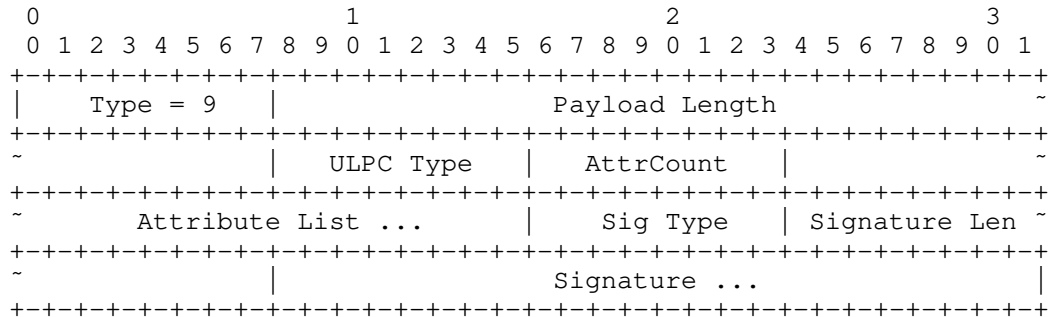 0                   1                   2                   3
 0 1 2 3 4 5 6 7 8 9 0 1 2 3 4 5 6 7 8 9 0 1 2 3 4 5 6 7 8 9 0 1
+-+-+-+-+-+-+-+-+-+-+-+-+-+-+-+-+-+-+-+-+-+-+-+-+-+-+-+-+-+-+-+-+
|    Type = 9   |                 Payload Length                ~
+-+-+-+-+-+-+-+-+-+-+-+-+-+-+-+-+-+-+-+-+-+-+-+-+-+-+-+-+-+-+-+-+
~               |   ULPC Type   |   AttrCount   |               ~
+-+-+-+-+-+-+-+-+-+-+-+-+-+-+-+-+-+-+-+-+-+-+-+-+-+-+-+-+-+-+-+-+
~       Attribute List ...      |    Sig Type   | Signature Len ~
+-+-+-+-+-+-+-+-+-+-+-+-+-+-+-+-+-+-+-+-+-+-+-+-+-+-+-+-+-+-+-+-+
~               |                 Signature ...                 |
+-+-+-+-+-+-+-+-+-+-+-+-+-+-+-+-+-+-+-+-+-+-+-+-+-+-+-+-+-+-+-+-+